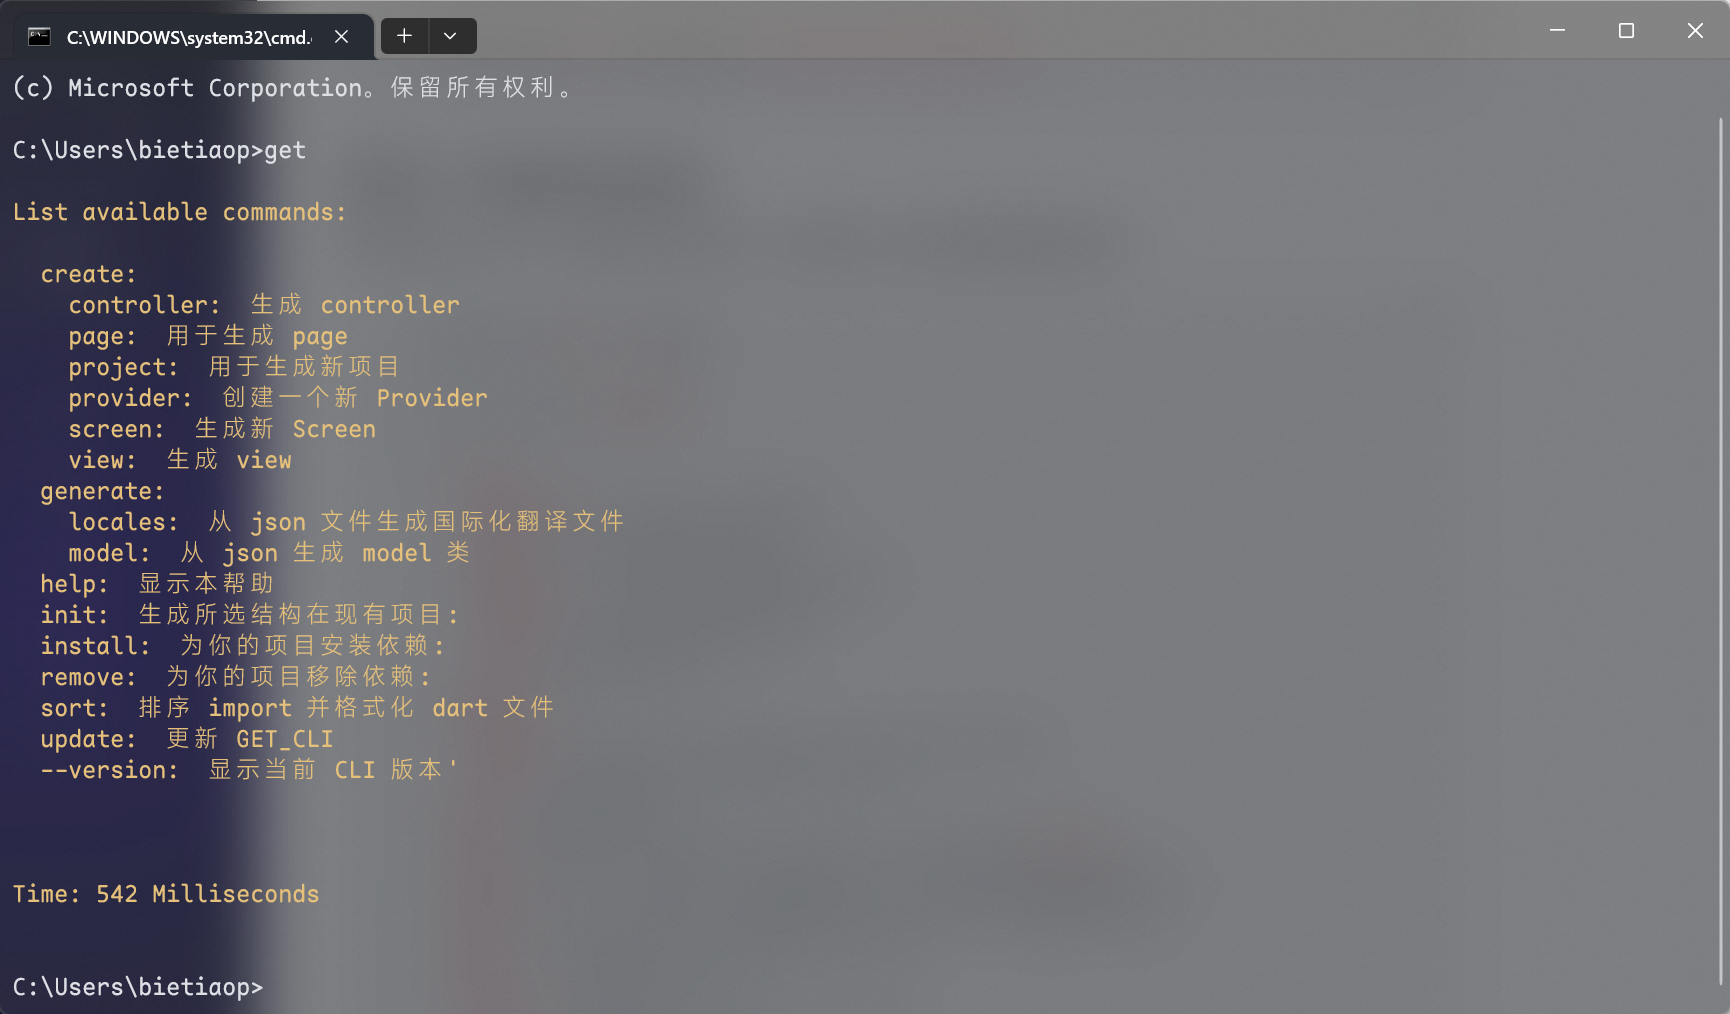 C:\WINDOWS\system32\cmd.
(c) Microsoft Corporation。保留所有权利。
C:\Users\bietiaop>get
List available commands:
create:
controller: 生成 controller
page: 用于生成 page
project: 用于生成新项目
provider: 创建一个新 Provider
screen: 生成新 Screen
view: 生成 view
generate:
locales: 从 json 文件生成国际化翻译文件
model: 从 json 生成 model 类
help: 显示本帮助
init: 生成所选结构在现有项目:
install: 为你的项目安装依赖:
remove: 为你的项目移除依赖:
sort: 排序 import 并格式化 dart 文件
update: 更新 GET_CLI
--version: 显示当前 CLI 版本'
Time: 542 Milliseconds
C:\Users\bietiaop>